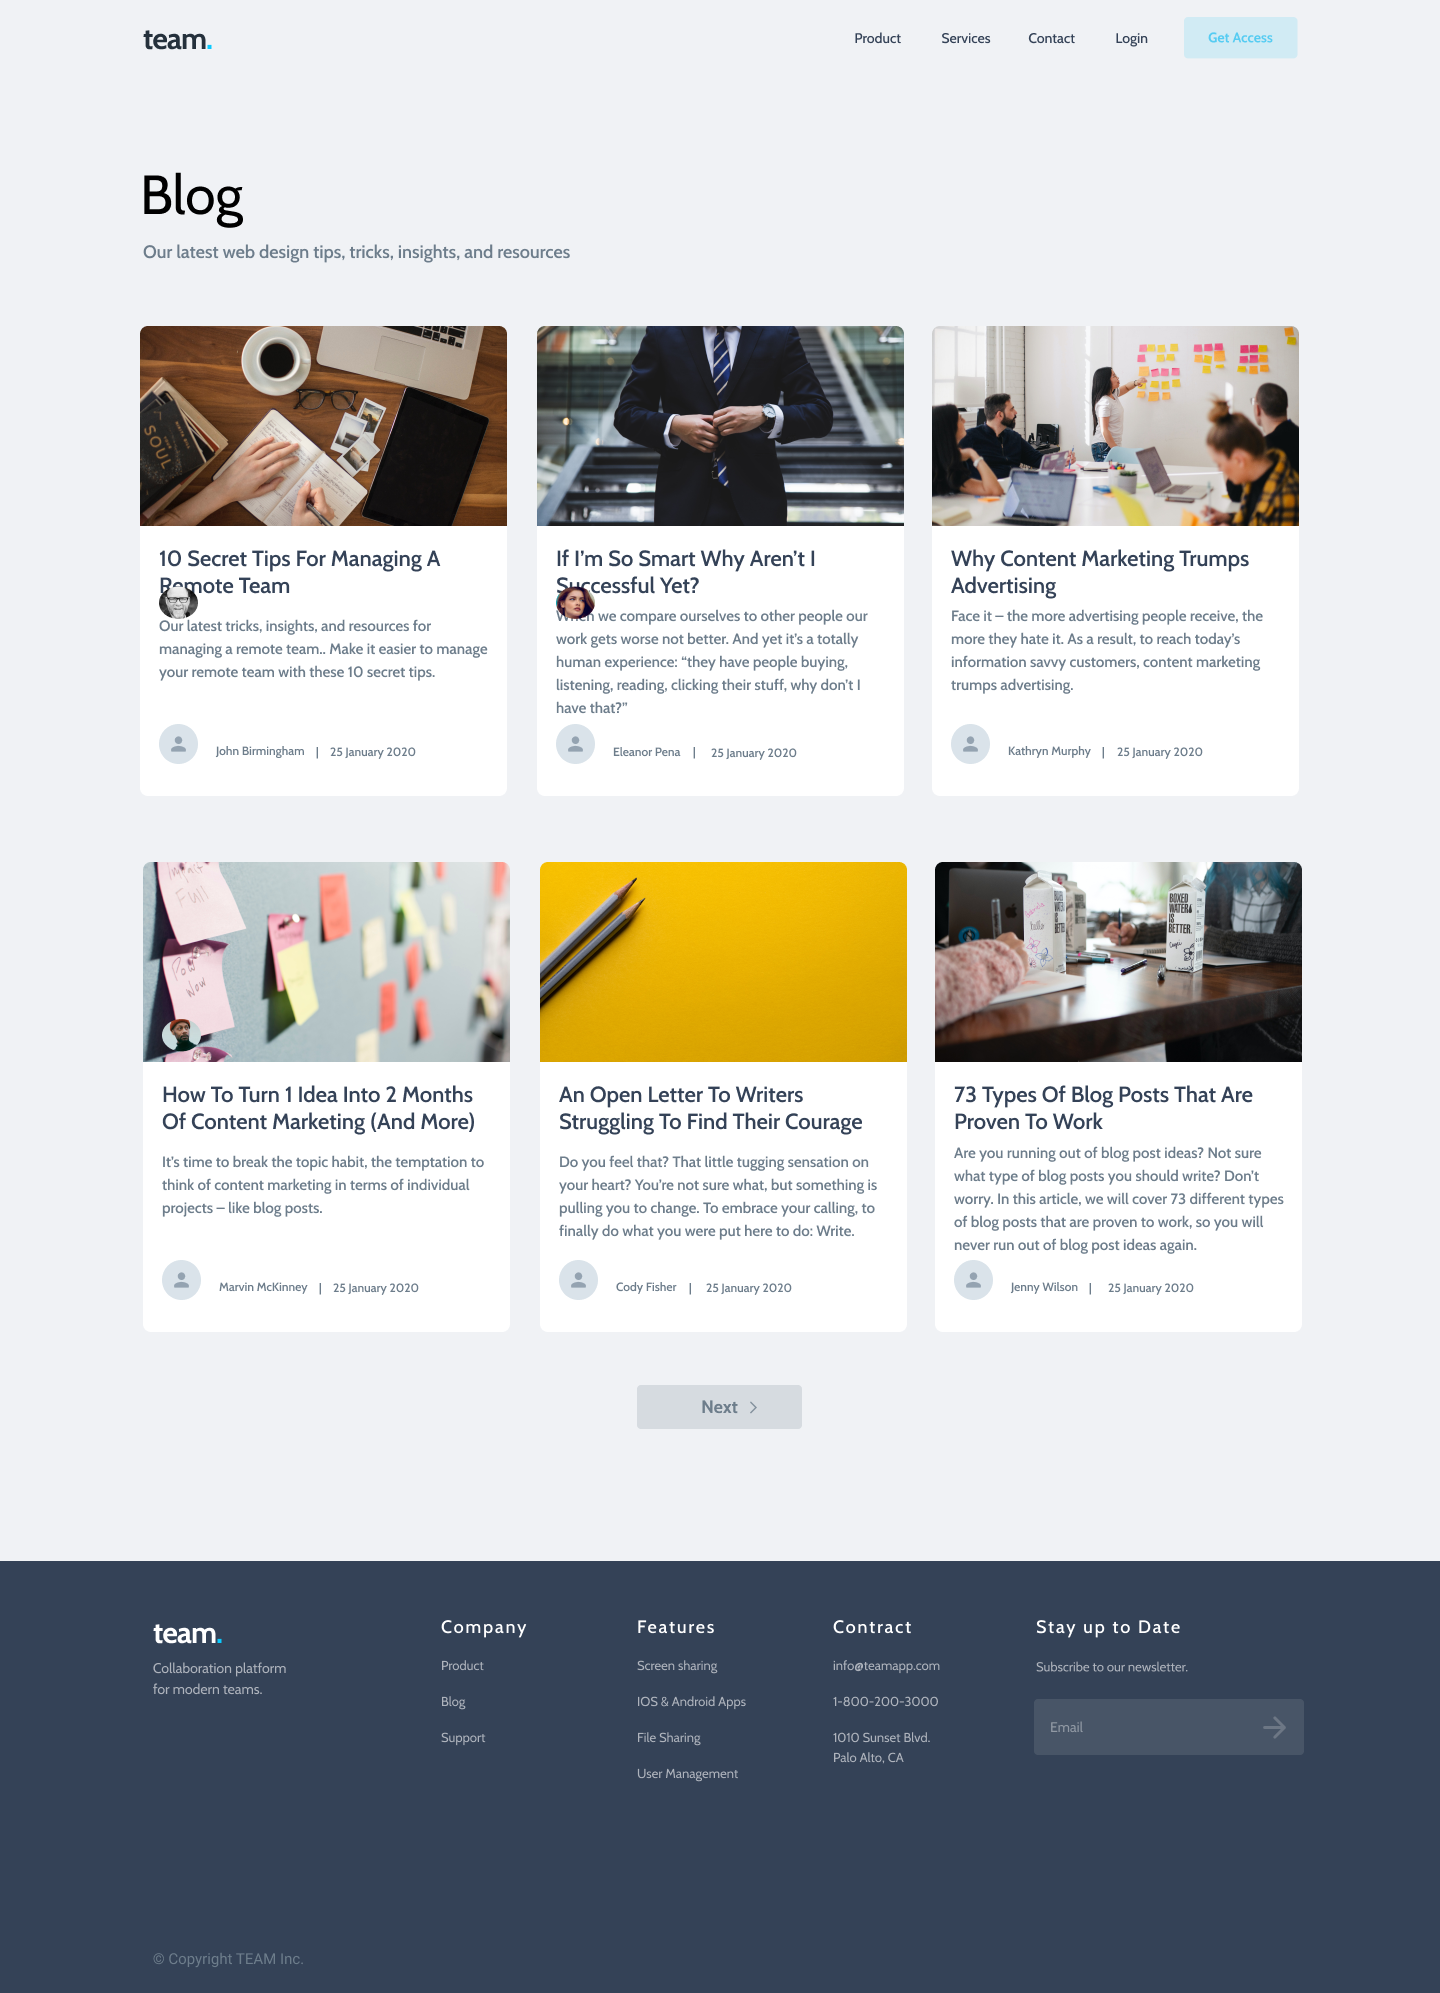 team.
Product Services Contact Login Get Access
Blog
Our latest web design tips, tricks, insights, and resources
SOUL
10 Secret Tips For Managing A
Remote Team
Our latest tricks, insights, and resources for
managing a remote team.. Make it easier to manage
your remote team with these 10 secret tips.
John Birmingham | 25 January 2020
If I’m So Smart Why Aren’t I
Successful Yet?
When we compare ourselves to other people our
work gets worse not better. And yet it’s a totally
human experience: “they have people buying,
listening, reading, clicking their stuff, why don’t I
have that?”
Eleanor Pena | 25 January 2020
Why Content Marketing Trumps
Advertising
Face it – the more advertising people receive, the
more they hate it. As a result, to reach today’s
information savvy customers, content marketing
trumps advertising.
Kathryn Murphy | 25 January 2020
Impact
Full
Pow
Wow
How To Turn 1 Idea Into 2 Months
Of Content Marketing (And More)
It’s time to break the topic habit, the temptation to
think of content marketing in terms of individual
projects – like blog posts.
Marvin McKinney | 25 January 2020
An Open Letter To Writers
Struggling To Find Their Courage
Do you feel that? That little tugging sensation on
your heart? You’re not sure what, but something is
pulling you to change. To embrace your calling, to
finally do what you were put here to do: Write.
Cody Fisher | 25 January 2020
BOXED
WATER
IS
BETTER.
73 Types Of Blog Posts That Are
Proven To Work
Are you running out of blog post ideas? Not sure
what type of blog posts you should write? Don’t
worry. In this article, we will cover 73 different types
of blog posts that are proven to work, so you will
never run out of blog post ideas again.
Jenny Wilson | 25 January 2020
Next
team.
Collaboration platform
for modern teams.
Company
Product
Blog
Support
Features
Screen sharing
IOS & Android Apps
File Sharing
User Management
Contract
info@teamapp.com
1-800-200-3000
1010 Sunset Blvd.
Palo Alto, CA
Stay up to Date
Subscribe to our newsletter.
Email
© Copyright TEAM Inc.